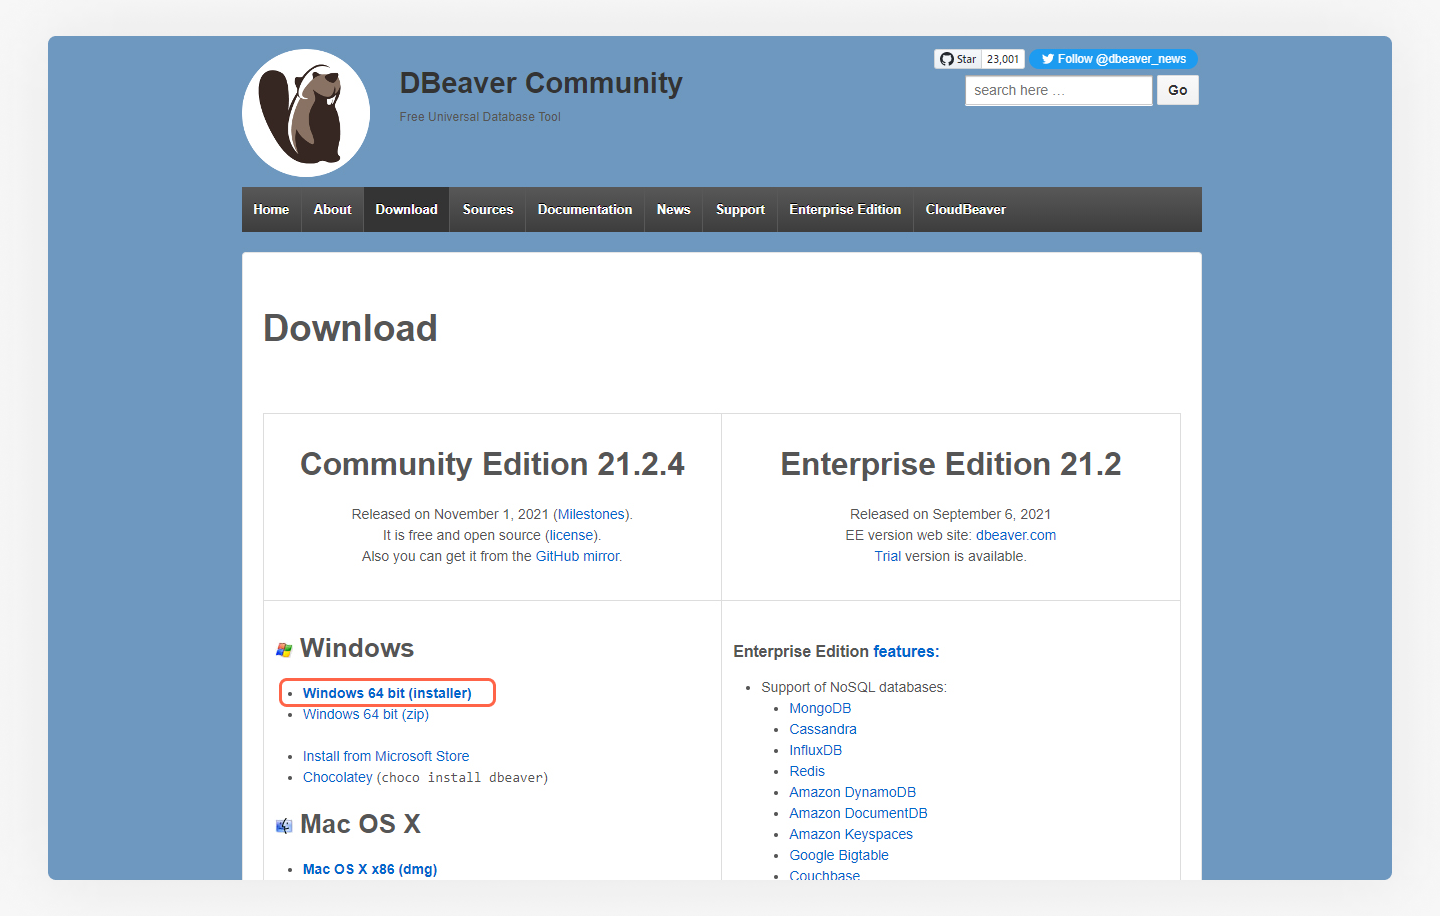 DBeaver Community
Free Universal Database Tool
Star 23,001 Follow @dbeaver_news
search here … Go
Home About Download Sources Documentation News Support Enterprise Edition CloudBeaver
Download
Community Edition 21.2.4
Released on November 1, 2021 (Milestones).
It is free and open source (license).
Also you can get it from the GitHub mirror.
Enterprise Edition 21.2
Released on September 6, 2021
EE version web site: dbeaver.com
Trial version is available.
Windows
Windows 64 bit (installer)
Windows 64 bit (zip)
Install from Microsoft Store
Chocolatey (choco install dbeaver)
Mac OS X
Mac OS X x86 (dmg)
Enterprise Edition features:
Support of NoSQL databases:
MongoDB
Cassandra
InfluxDB
Redis
Amazon DynamoDB
Amazon DocumentDB
Amazon Keyspaces
Google Bigtable
Couchbase